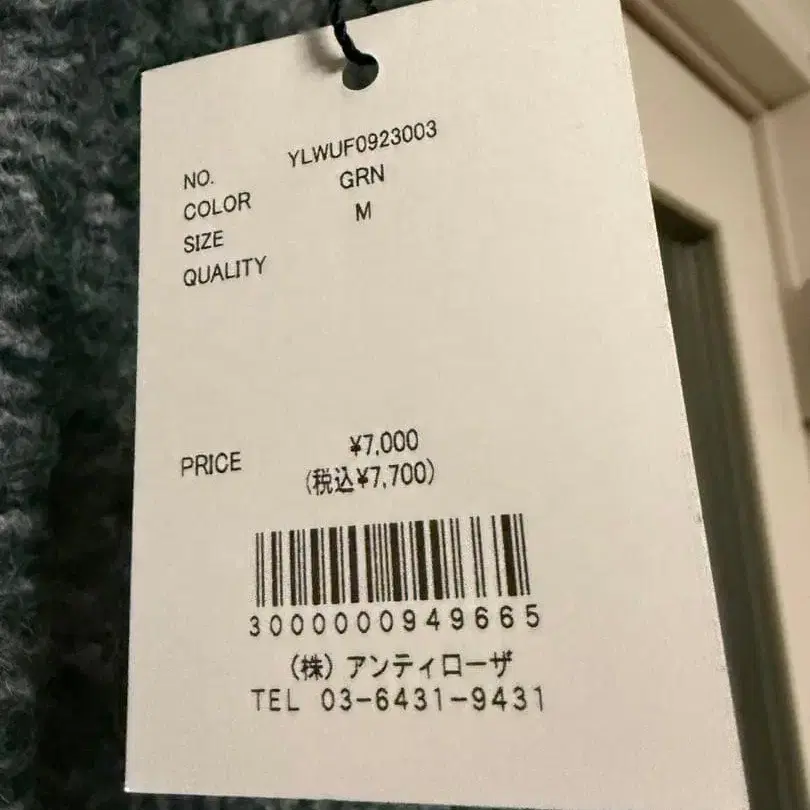 NO. YLWUF0923003
COLOR GRN
SIZE M
QUALITY
PRICE ¥7,000
(税込¥7,700)
3000000949665
(株) アンティローザ
TEL 03-6431-9431